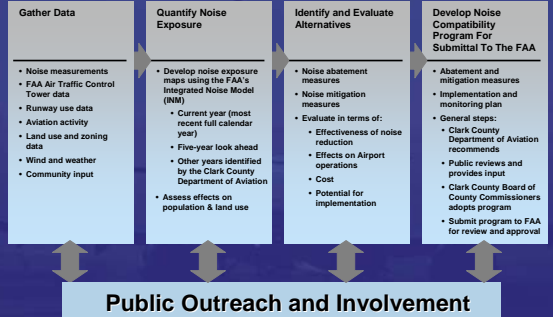 Gather Data
• Noise measurements
• FAA Air Traffic Control
Tower data
• Runway use data
• Aviation activity
• Land use and zoning
data
• Wind and weather
• Community input
Quantify Noise
Exposure
• Develop noise exposure
maps using the FAA's
Integrated Noise Model
(INM)
• Current year (most
recent full calendar
year)
• Five-year look ahead
• Other years identified
by the Clark County
Department of Aviation
• Assess effects on
population & land use
Identify and Evaluate
Alternatives
• Noise abatement
measures
• Noise mitigation
measures
• Evaluate in terms of:
• Effectiveness of noise
reduction
• Effects on Airport
operations
• Cost
• Potential for
implementation
Develop Noise
Compatibility
Program For
Submittal To The FAA
• Abatement and
mitigation measures
• Implementation and
monitoring plan
• General steps:
• Clark County
Department of Aviation
recommends
• Public reviews and
provides input
• Clark County Board of
County Commissioners
adopts program
• Submit program to FAA
for review and approval
Public Outreach and Involvement